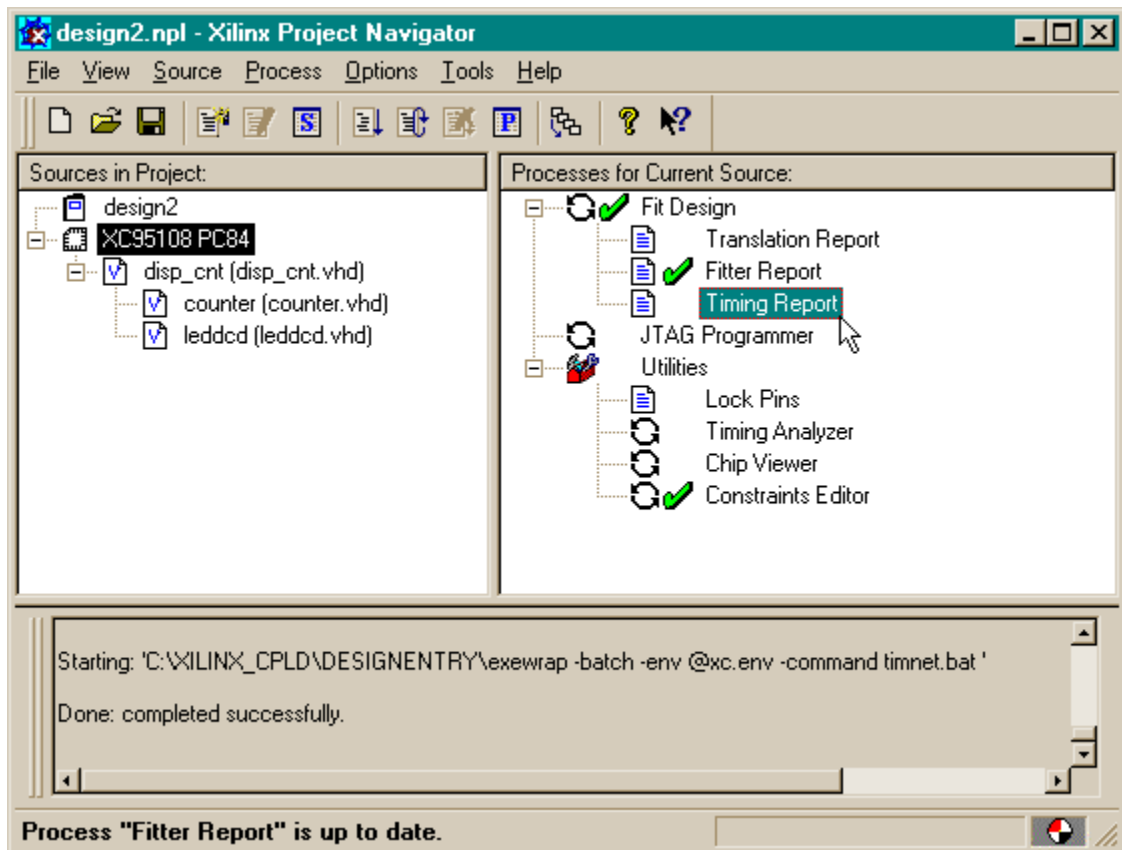 design2.npl - Xilinx Project Navigator
File View Source Process Options Tools Help
Sources in Project:
design2
XC95108 PC84
disp_cnt (disp_cnt.vhd)
counter (counter.vhd)
leddcd (leddcd.vhd)
Processes for Current Source:
Fit Design
Translation Report
Fitter Report
Timing Report
JTAG Programmer
Utilities
Lock Pins
Timing Analyzer
Chip Viewer
Constraints Editor
Starting: 'C:\XILINX_CPLD\DESIGNENTRY\exewrap -batch -env @xc.env -command timnet.bat '
Done: completed successfully.
Process "Fitter Report" is up to date.